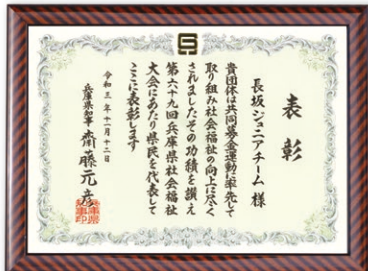 表彰
長坂ジュニアチーム 様
貴団体は共同募金運動に率先して
取り組み社会福祉の向上に尽く
されましたその功績を讃え
第六十九回兵庫県社会福祉
大会にあたり県民を代表して
ここに表彰します
令和三年十一月十二日
兵庫県知事 齋藤元彦